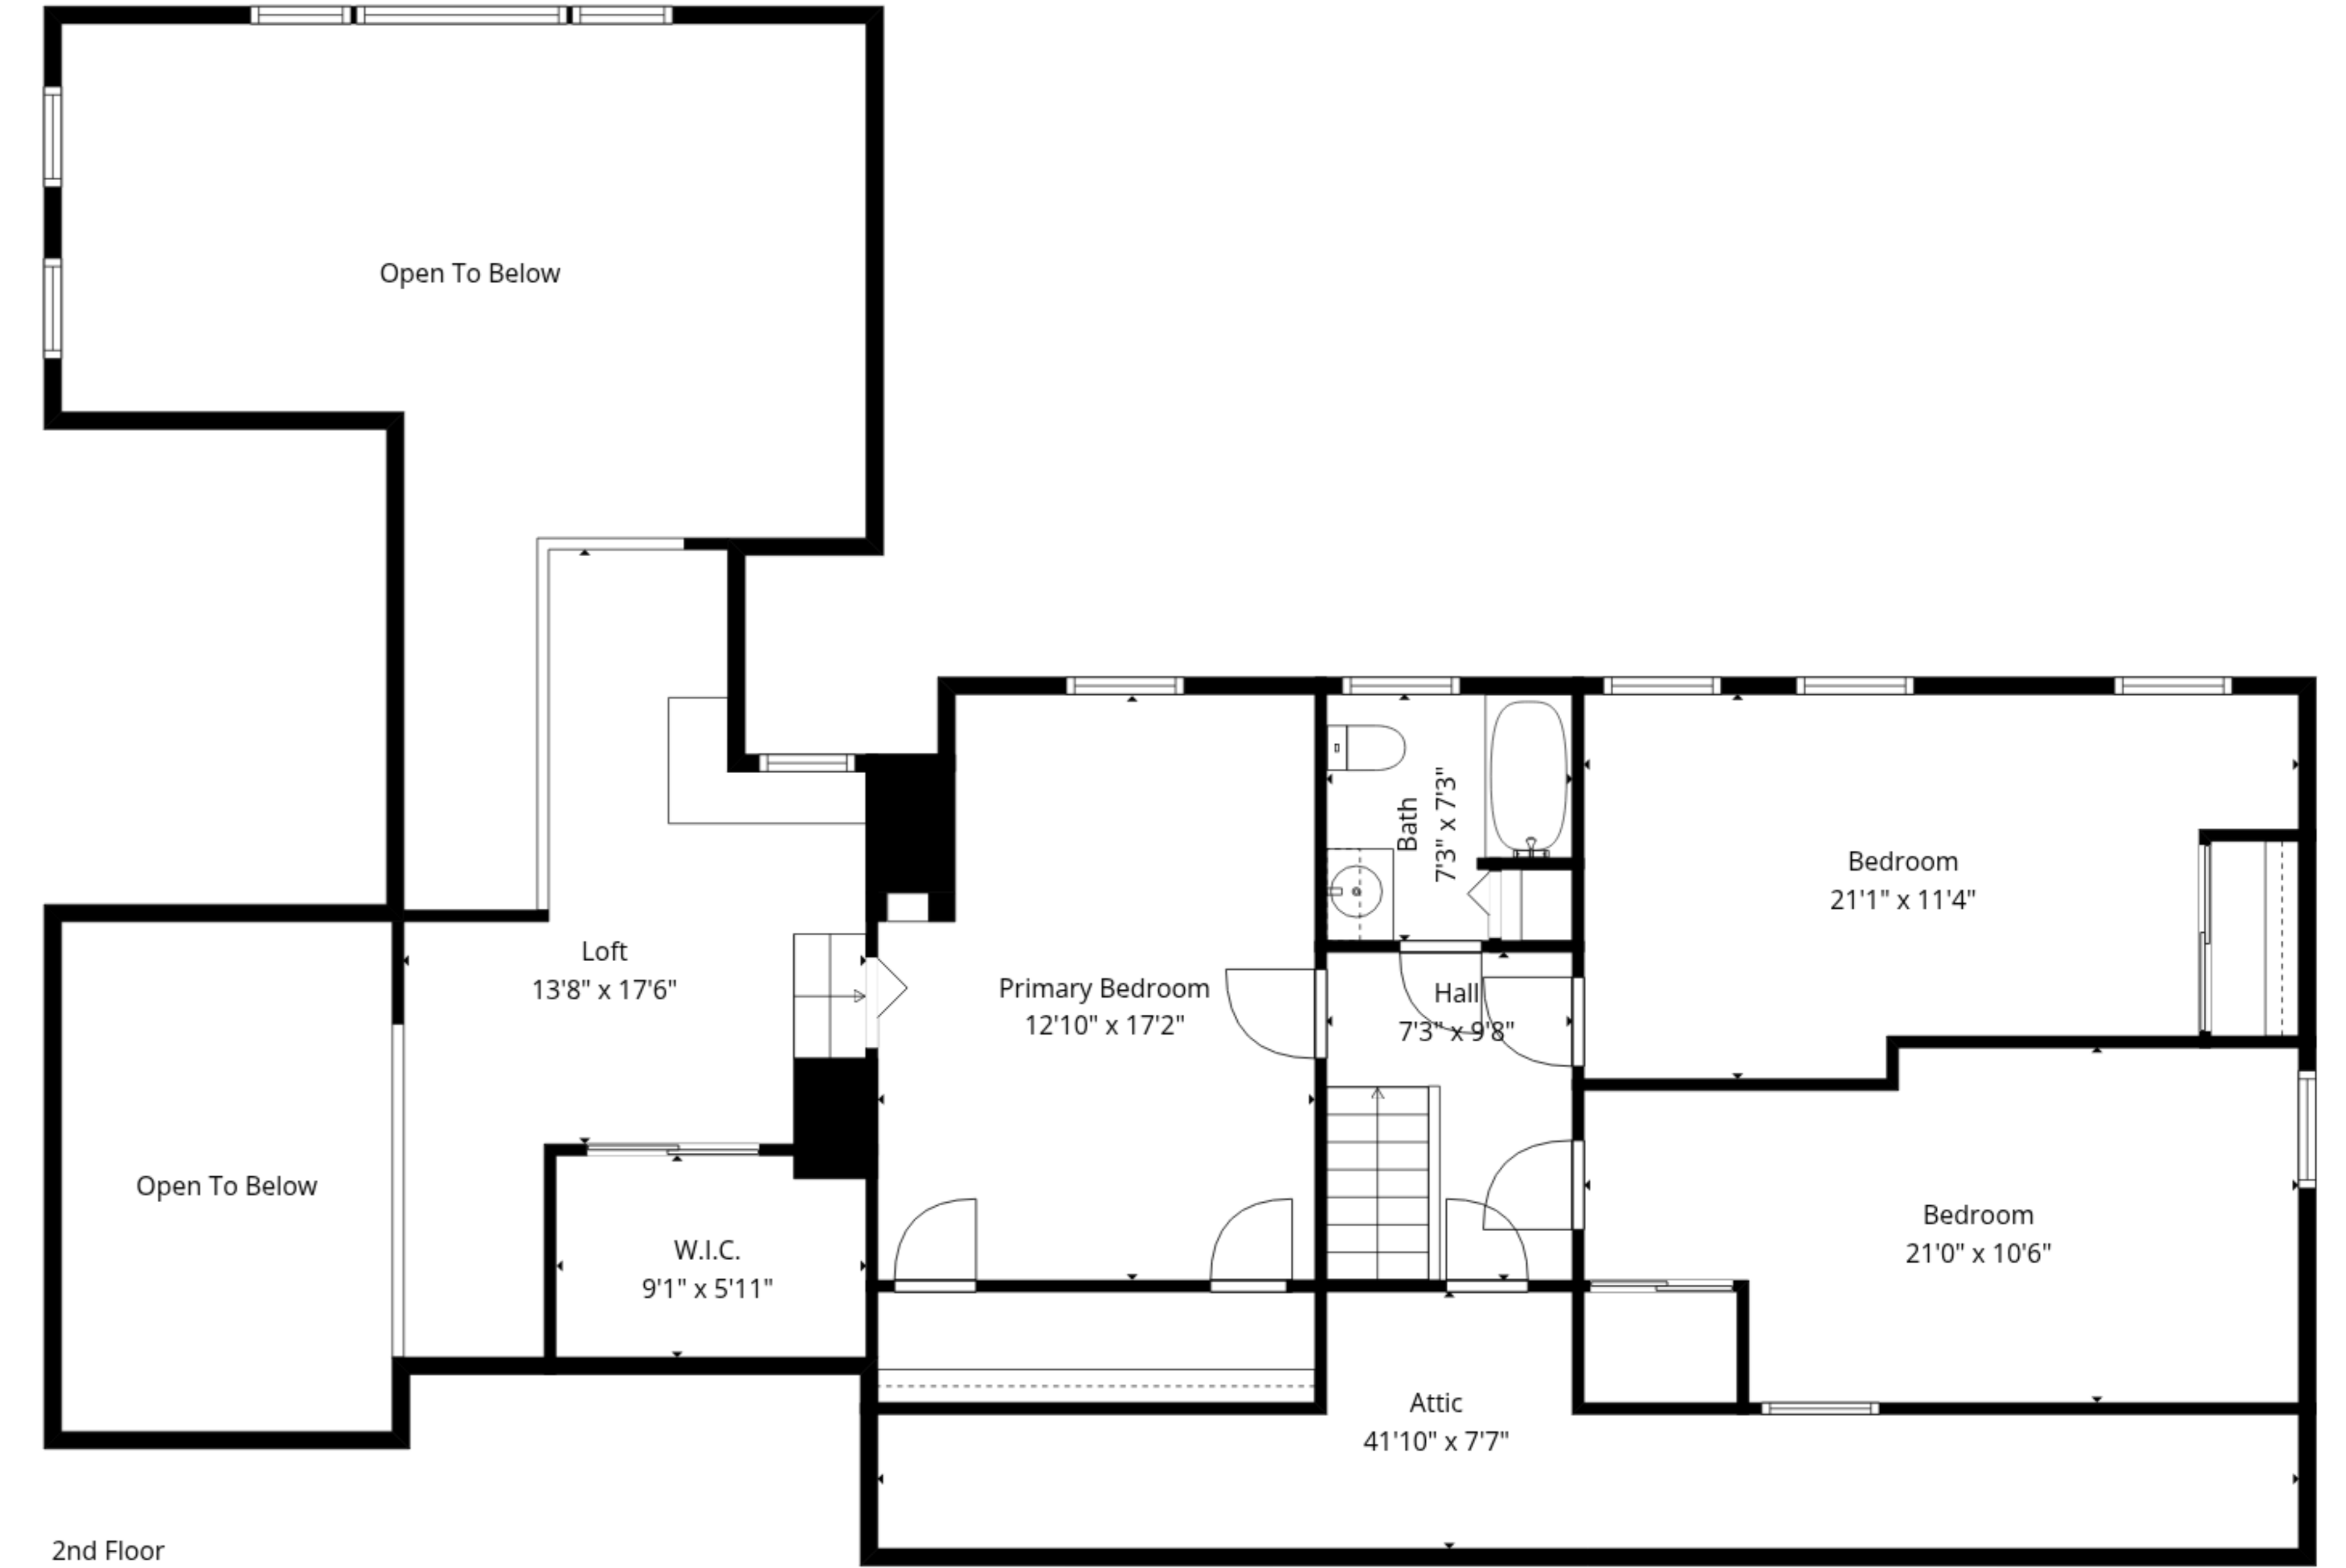 Open To Below
Loft
13'8" x 17'6"
Primary Bedroom
12'10" x 17'2"
Bath
7'3" x 7'3"
Hall
7'3" x 9'8"
Bedroom
21'1" x 11'4"
Open To Below
W.I.C.
9'1" x 5'11"
Bedroom
21'0" x 10'6"
Attic
41'10" x 7'7"
2nd Floor